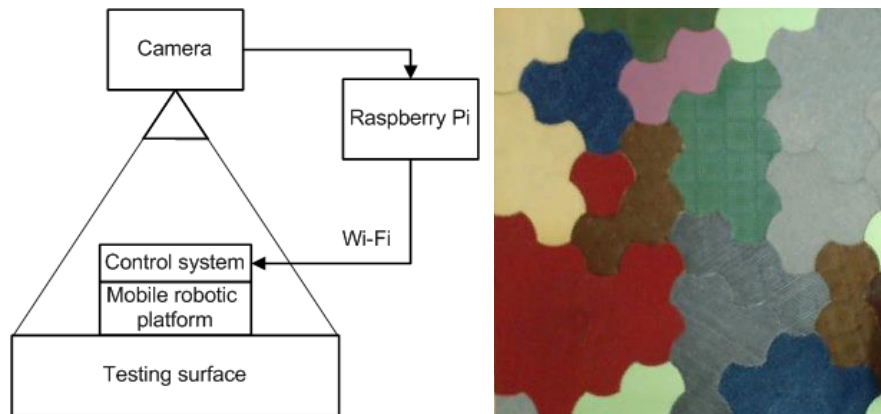 Camera
Raspberry Pi
Wi-Fi
Control system
Mobile robotic
platform
Testing surface